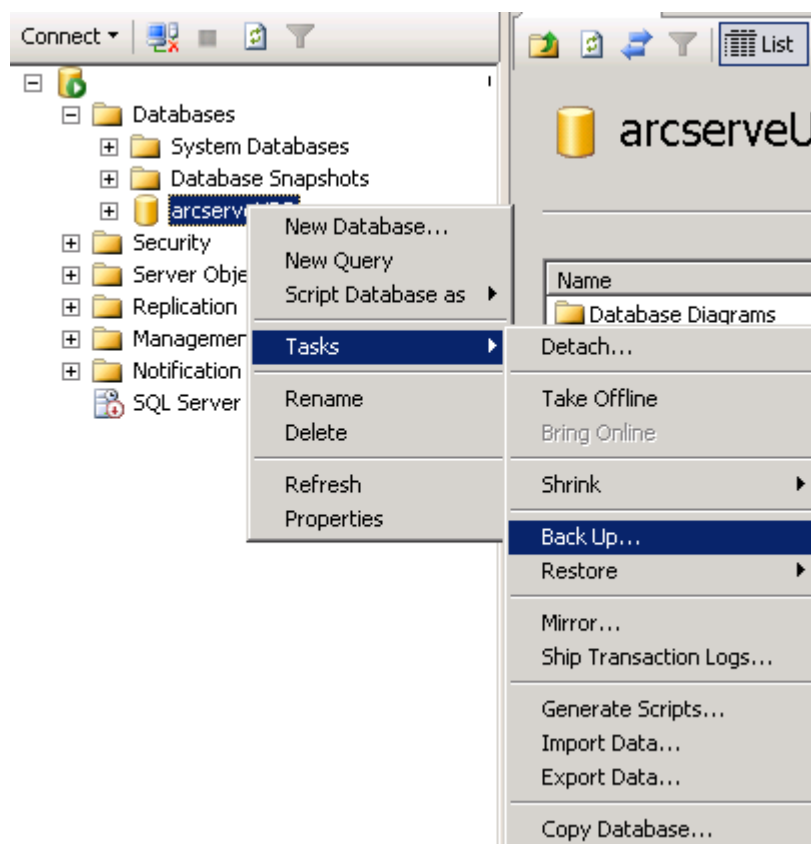 Connect
List
Databases
System Databases
Database Snapshots
arcserveU
Security
Server Obje
Replication
Managemen
Notification
SQL Server
arcserv
New Database...
New Query
Script Database as
Tasks
Rename
Delete
Refresh
Properties
Name
Database Diagrams
Detach...
Take Offline
Bring Online
Shrink
Back Up...
Restore
Mirror...
Ship Transaction Logs...
Generate Scripts...
Import Data...
Export Data...
Copy Database...